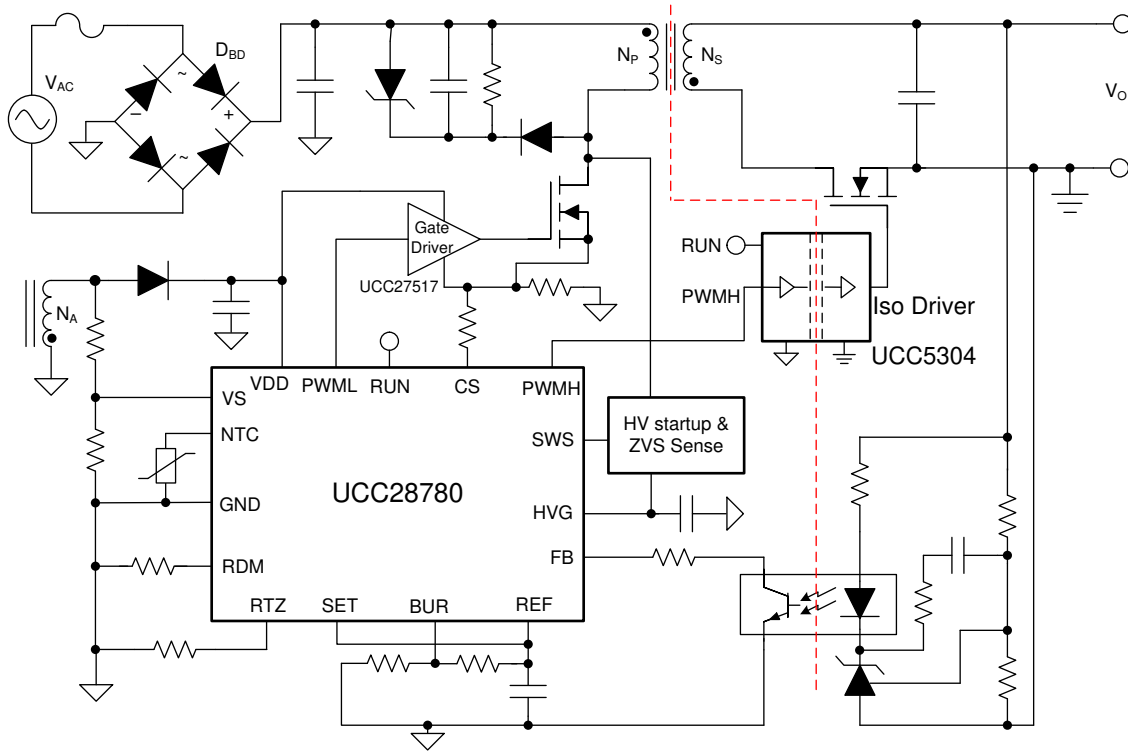 D_BD
V_AC
~
−
+
~
N_P
N_S
V_O
Gate
Driver
UCC27517
RUN
PWMH
Iso Driver
UCC5304
N_A
VDD
PWML
RUN
CS
PWMH
VS
NTC
GND
RDM
RTZ
SET
BUR
REF
SWS
HVG
FB
UCC28780
HV startup &
ZVS Sense